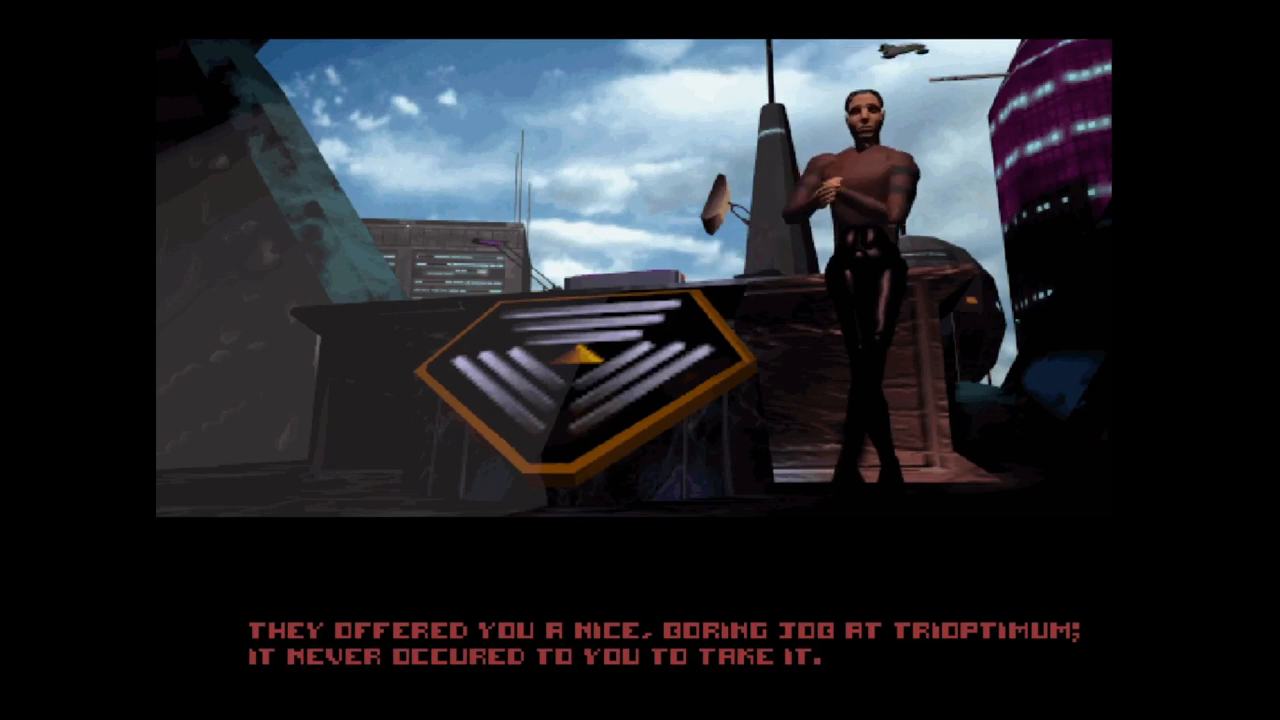 THEY OFFERED YOU A NICE, BORING JOB AT TRIOPTIMUM;
IT NEVER OCCURED TO YOU TO TAKE IT.